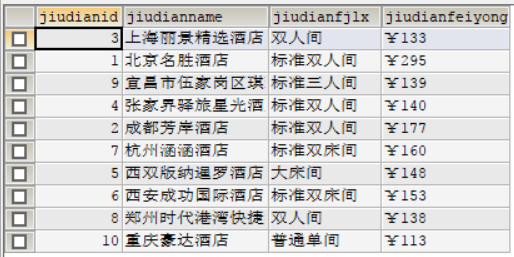 jiudianid jiudianname jiudianfjlx jiudianfeiyong
3 上海丽景精选酒店 双人间 ￥133
1 北京名胜酒店 标准双人间 ￥295
9 宜昌市伍家岗区琪 标准三人间 ￥139
4 张家界驿旅星光酒 标准双人间 ￥140
2 成都芳岸酒店 标准双人间 ￥177
7 杭州涵涵酒店 标准双床间 ￥160
5 西双版纳暹罗酒店 大床间 ￥148
6 西安成功国际酒店 标准双床间 ￥153
8 郑州时代港湾快捷 双人间 ￥138
10 重庆豪达酒店 普通单间 ￥113